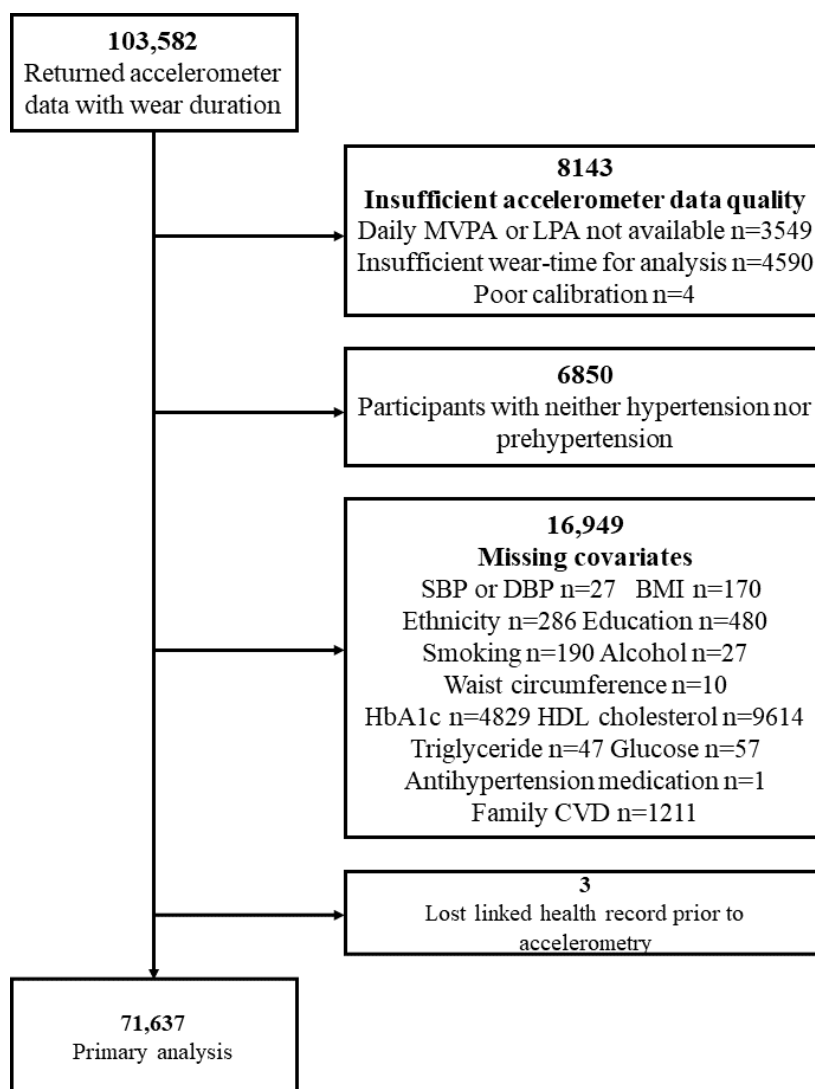 103,582
Returned accelerometer
data with wear duration
8143
Insufficient accelerometer data quality
Daily MVPA or LPA not available n=3549
Insufficient wear-time for analysis n=4590
Poor calibration n=4
6850
Participants with neither hypertension nor
prehypertension
16,949
Missing covariates
SBP or DBP n=27 BMI n=170
Ethnicity n=286 Education n=480
Smoking n=190 Alcohol n=27
Waist circumference n=10
HbA1c n=4829 HDL cholesterol n=9614
Triglyceride n=47 Glucose n=57
Antihypertension medication n=1
Family CVD n=1211
3
Lost linked health record prior to
accelerometry
71,637
Primary analysis